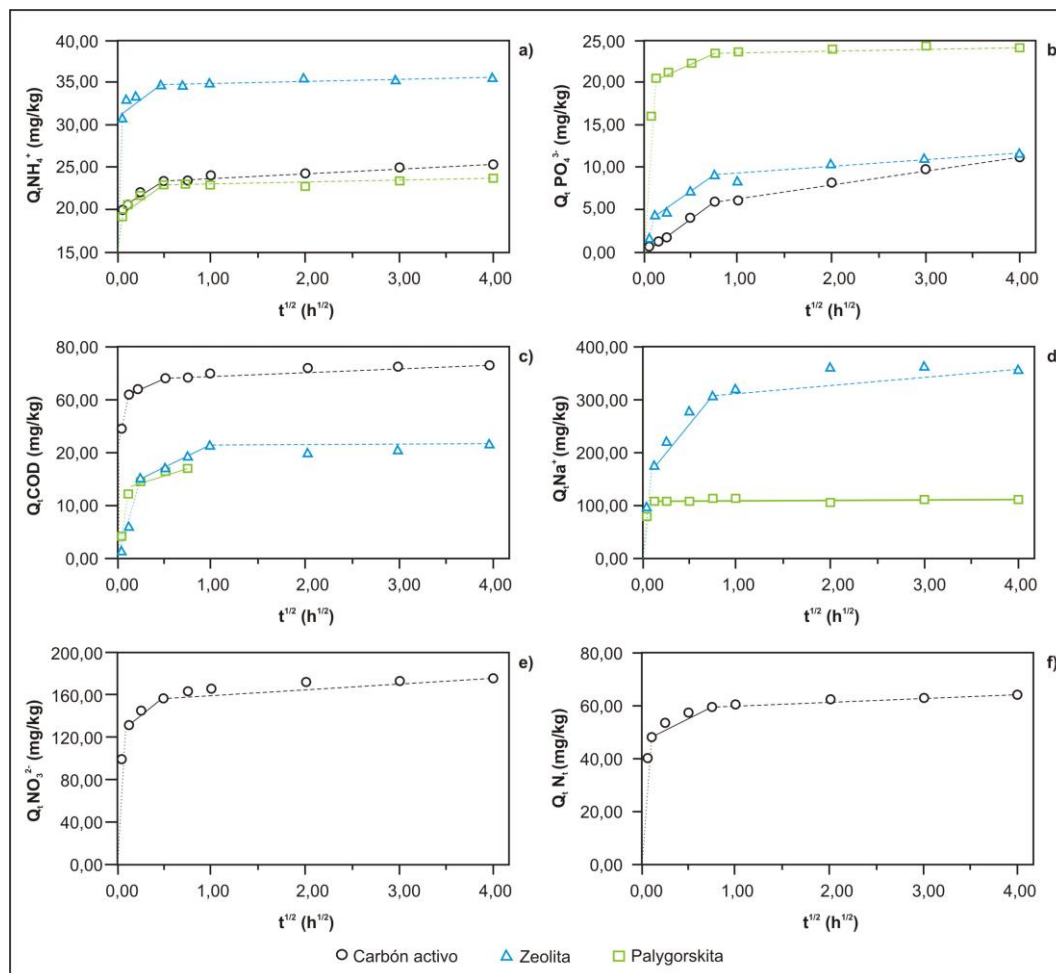 a)
40,00
35,00
30,00
25,00
20,00
15,00
QₜNH₄⁺ (mg/kg)
0,00 1,00 2,00 3,00 4,00
t¹/² (h¹/²)
b)
25,00
20,00
15,00
10,00
5,00
0,00
Qₜ PO₄³⁻ (mg/kg)
0,00 1,00 2,00 3,00 4,00
t¹/² (h¹/²)
c)
80,00
60,00
20,00
10,00
0,00
QₜCOD (mg/kg)
0,00 1,00 2,00 3,00 4,00
t¹/² (h¹/²)
d)
400,00
300,00
200,00
100,00
0,00
QₜNa⁺ (mg/kg)
0,00 1,00 2,00 3,00 4,00
t¹/² (h¹/²)
e)
200,00
160,00
120,00
80,00
40,00
0,00
QₜNO₃²⁻ (mg/kg)
0,00 1,00 2,00 3,00 4,00
t¹/² (h¹/²)
f)
80,00
60,00
40,00
20,00
0,00
Qₜ Nₜ (mg/kg)
0,00 1,00 2,00 3,00 4,00
t¹/² (h¹/²)
Carbón activo Zeolita Palygorskita